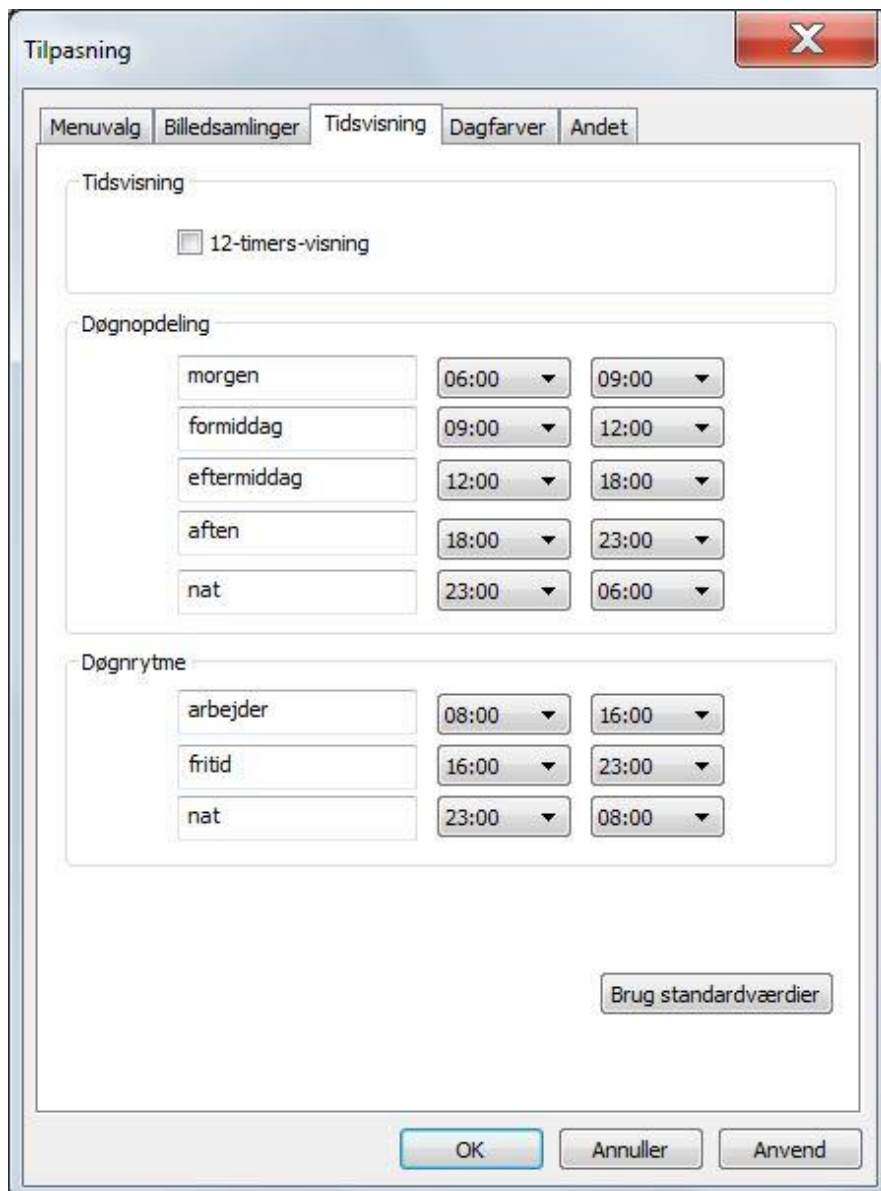 Tilpasning
Menuvalg Billedsamlinger Tidsvisning Dagfarver Andet
Tidsvisning
12-timers-visning
Døgnopdeling
morgen 06:00 09:00
formiddag 09:00 12:00
eftermiddag 12:00 18:00
aften 18:00 23:00
nat 23:00 06:00
Døgnrytme
arbejder 08:00 16:00
fritid 16:00 23:00
nat 23:00 08:00
Brug standardværdier
OK Annuller Anvend